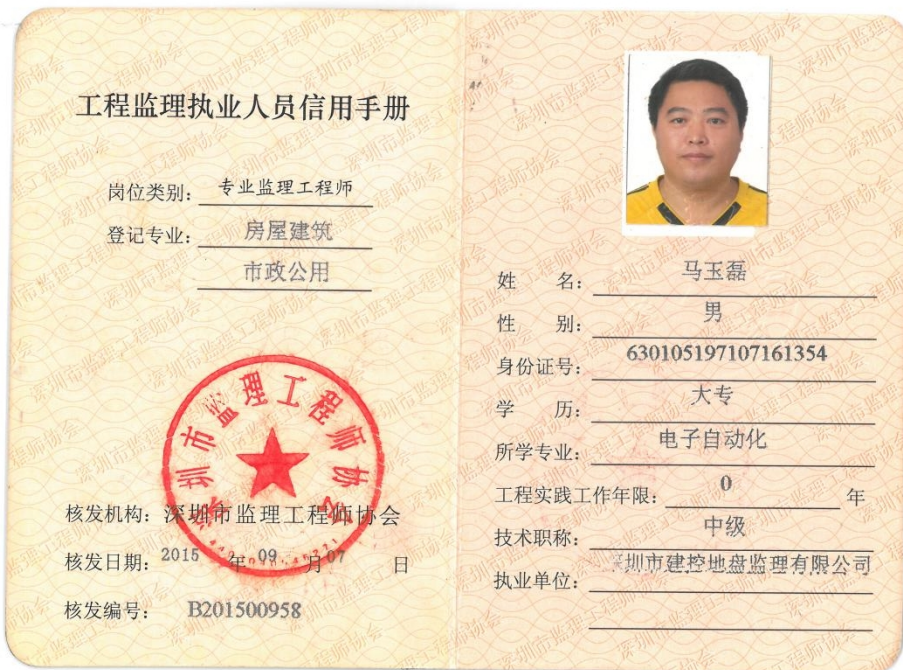 工程监理执业人员信用手册
岗位类别: 专业监理工程师
登记专业: 房屋建筑
市政公用
深圳市监理工程师协会
核发机构: 深圳市监理工程师协会
核发日期: 2015 年 09 月 07 日
核发编号: B201500958
姓 名: 马玉磊
性 别: 男
身份证号: 630105197107161354
学 历: 大专
所学专业: 电子自动化
工程实践工作年限: 0 年
技术职称: 中级
执业单位: 深圳市建控地盘监理有限公司